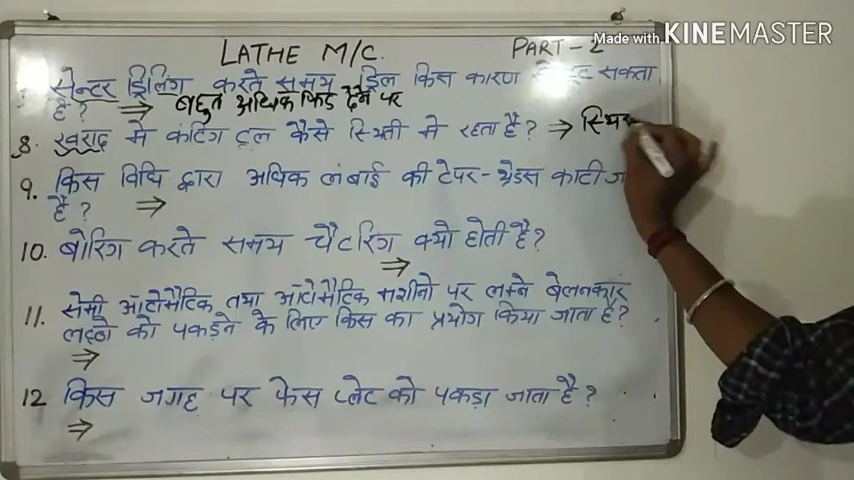 Made with KINEMASTER
LATHE M/C. PART-2
सेन्टर ड्रिलिंग करते समय ड्रिल किस कारण से टूट सकता
है? ⇒ बहुत अधिक फिड देने पर
8. खराद मे कटिंग टूल कैसे स्थिती मे रहता है? ⇒ स्थिर
9. किस विधि द्वारा अधिक लंबाई की टेपर-थ्रेडस काटी
है? ⇒
10. बोरिंग करते समय चैटरिंग क्यो होती है?
⇒
11. सेमी ऑटोमैटिक तथा ऑटोमैटिक मशीनो पर लम्बे बेलनकार
लठ्ठो को पकड़ने के लिए किस का प्रयोग किया जाता है?
⇒
12 किस जगह पर फेस प्लेट को पकड़ा जाता है?
⇒